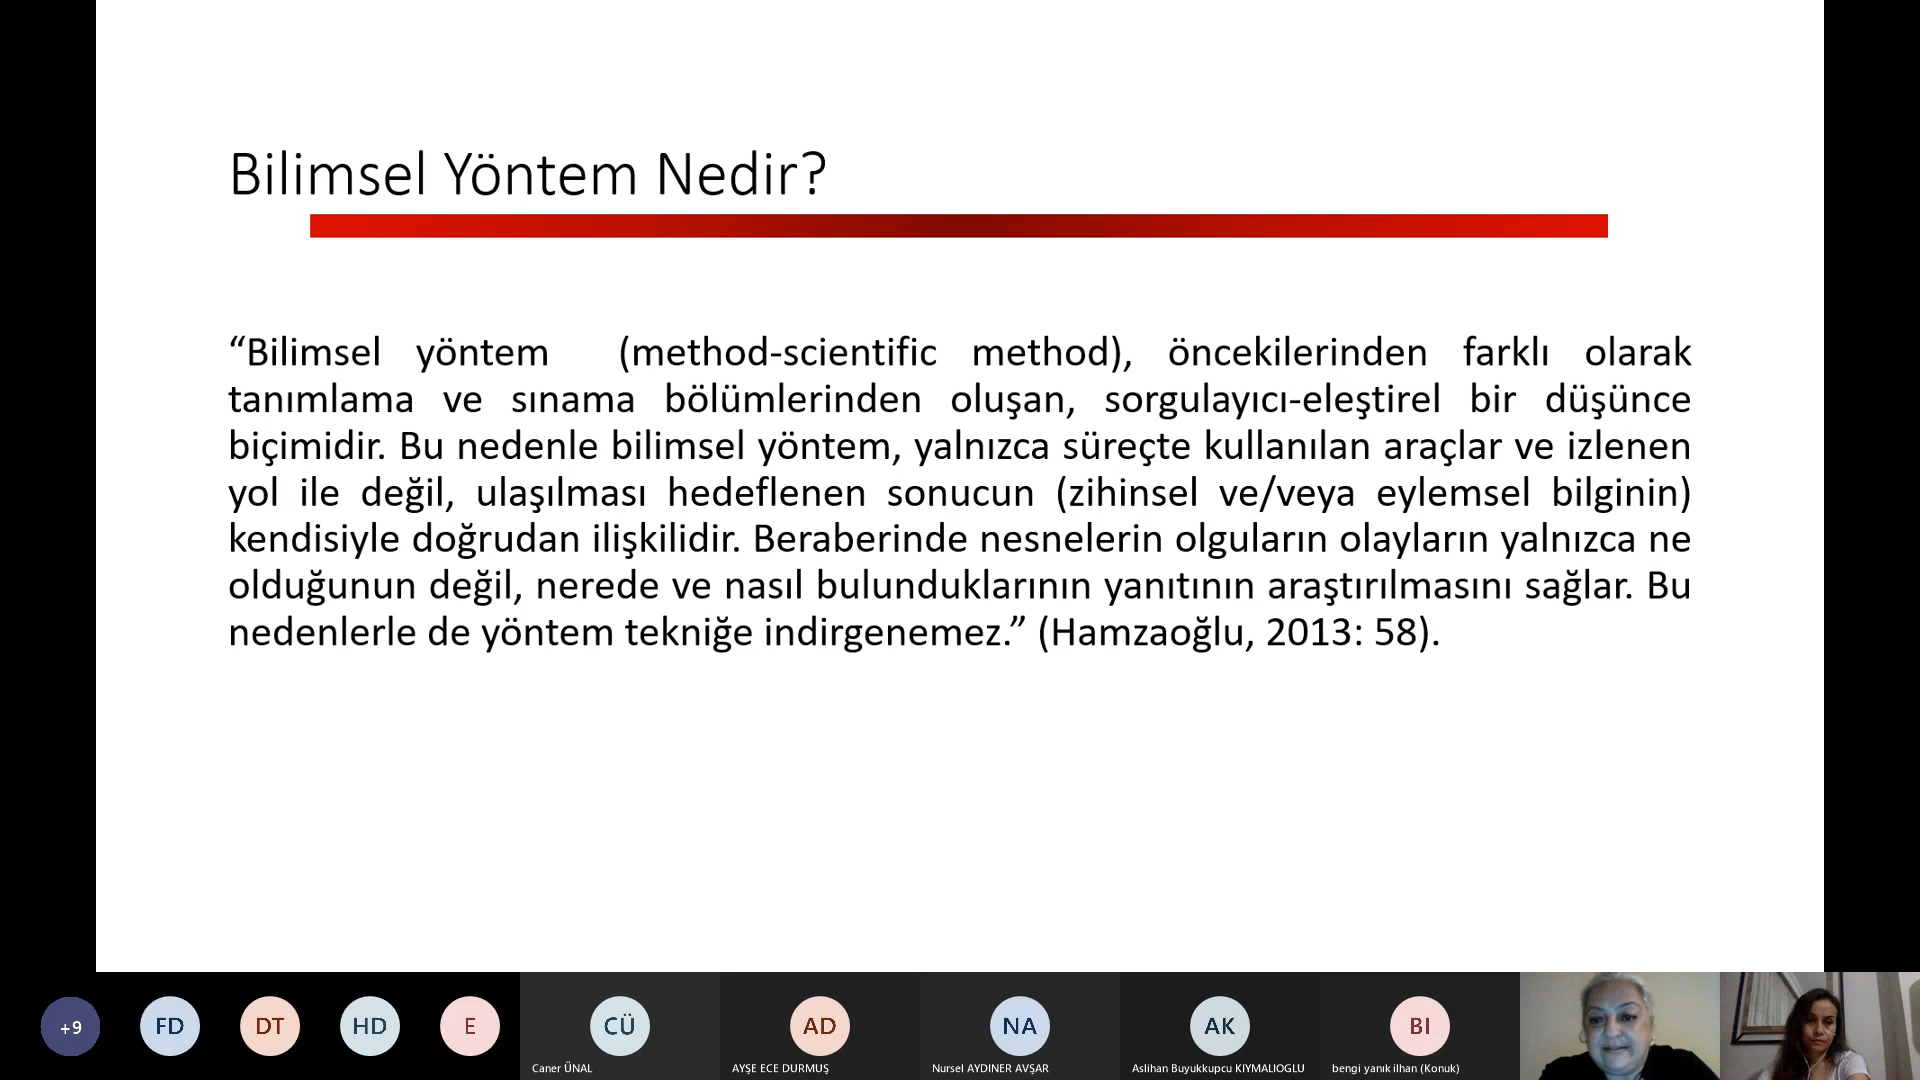 Bilimsel Yöntem Nedir?
“Bilimsel yöntem (method-scientific method), öncekilerinden farklı olarak
tanımlama ve sınama bölümlerinden oluşan, sorgulayıcı-eleştirel bir düşünce
biçimidir. Bu nedenle bilimsel yöntem, yalnızca süreçte kullanılan araçlar ve izlenen
yol ile değil, ulaşılması hedeflenen sonucun (zihinsel ve/veya eylemsel bilginin)
kendisiyle doğrudan ilişkilidir. Beraberinde nesnelerin olguların olayların yalnızca ne
olduğunun değil, nerede ve nasıl bulunduklarının yanıtının araştırılmasını sağlar. Bu
nedenlerle de yöntem tekniğe indirgenemez.” (Hamzaoğlu, 2013: 58).
+9 FD DT HD E CÜ AD NA AK BI
Caner ÜNAL AYŞE ECE DURMUŞ Nursel AYDINER AVŞAR Aslihan Buyukkupcu KIYMALIOGLU bengi yanık ilhan (Konuk)